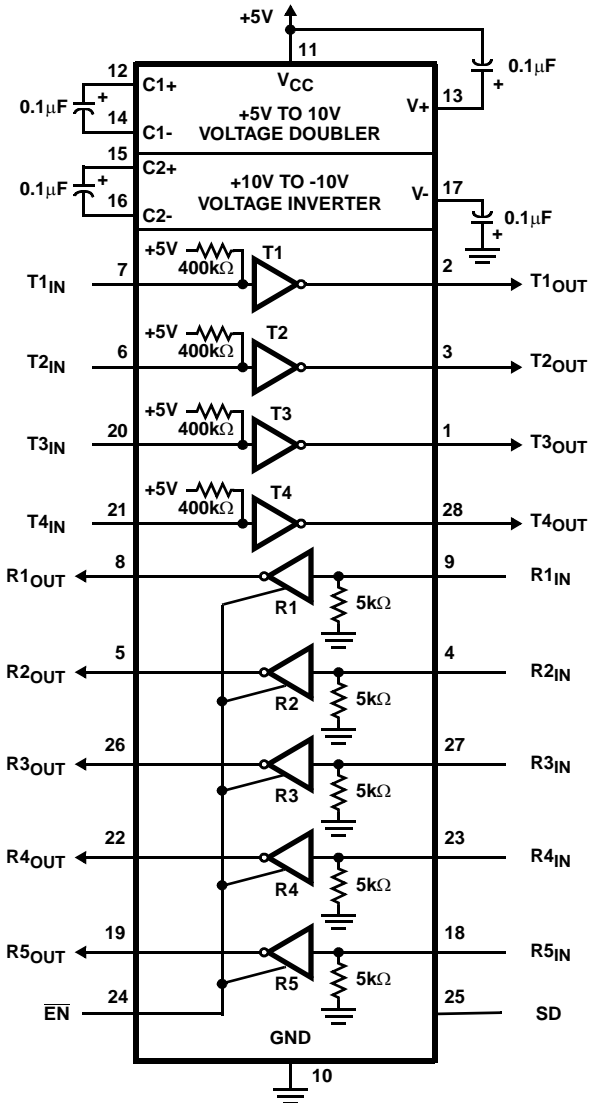 +5V
11
12
C1+
VCC
0.1μF
+
0.1μF
+
13
V+
14
C1-
+5V TO 10V
VOLTAGE DOUBLER
15
C2+
0.1μF
+
16
C2-
+10V TO -10V
VOLTAGE INVERTER
V-
17
0.1μF
+
+5V
400kΩ
T1
T1IN
7
2
T1OUT
+5V
400kΩ
T2
T2IN
6
3
T2OUT
+5V
400kΩ
T3
T3IN
20
1
T3OUT
+5V
400kΩ
T4
T4IN
21
28
T4OUT
R1OUT
8
9
R1IN
R1
5kΩ
R2OUT
5
4
R2IN
R2
5kΩ
R3OUT
26
27
R3IN
R3
5kΩ
R4OUT
22
23
R4IN
R4
5kΩ
R5OUT
19
18
R5IN
R5
5kΩ
E̅N̅
24
25
SD
GND
10